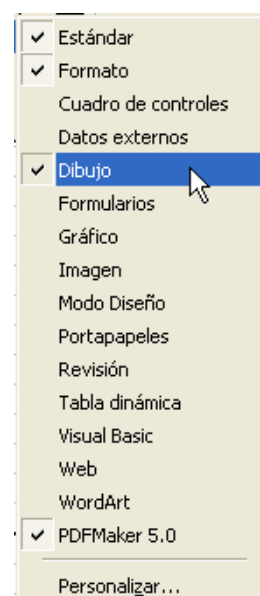 Estándar
Formato
Cuadro de controles
Datos externos
Dibujo
Formularios
Gráfico
Imagen
Modo Diseño
Portapapeles
Revisión
Tabla dinámica
Visual Basic
Web
WordArt
PDFMaker 5.0
Personalizar...